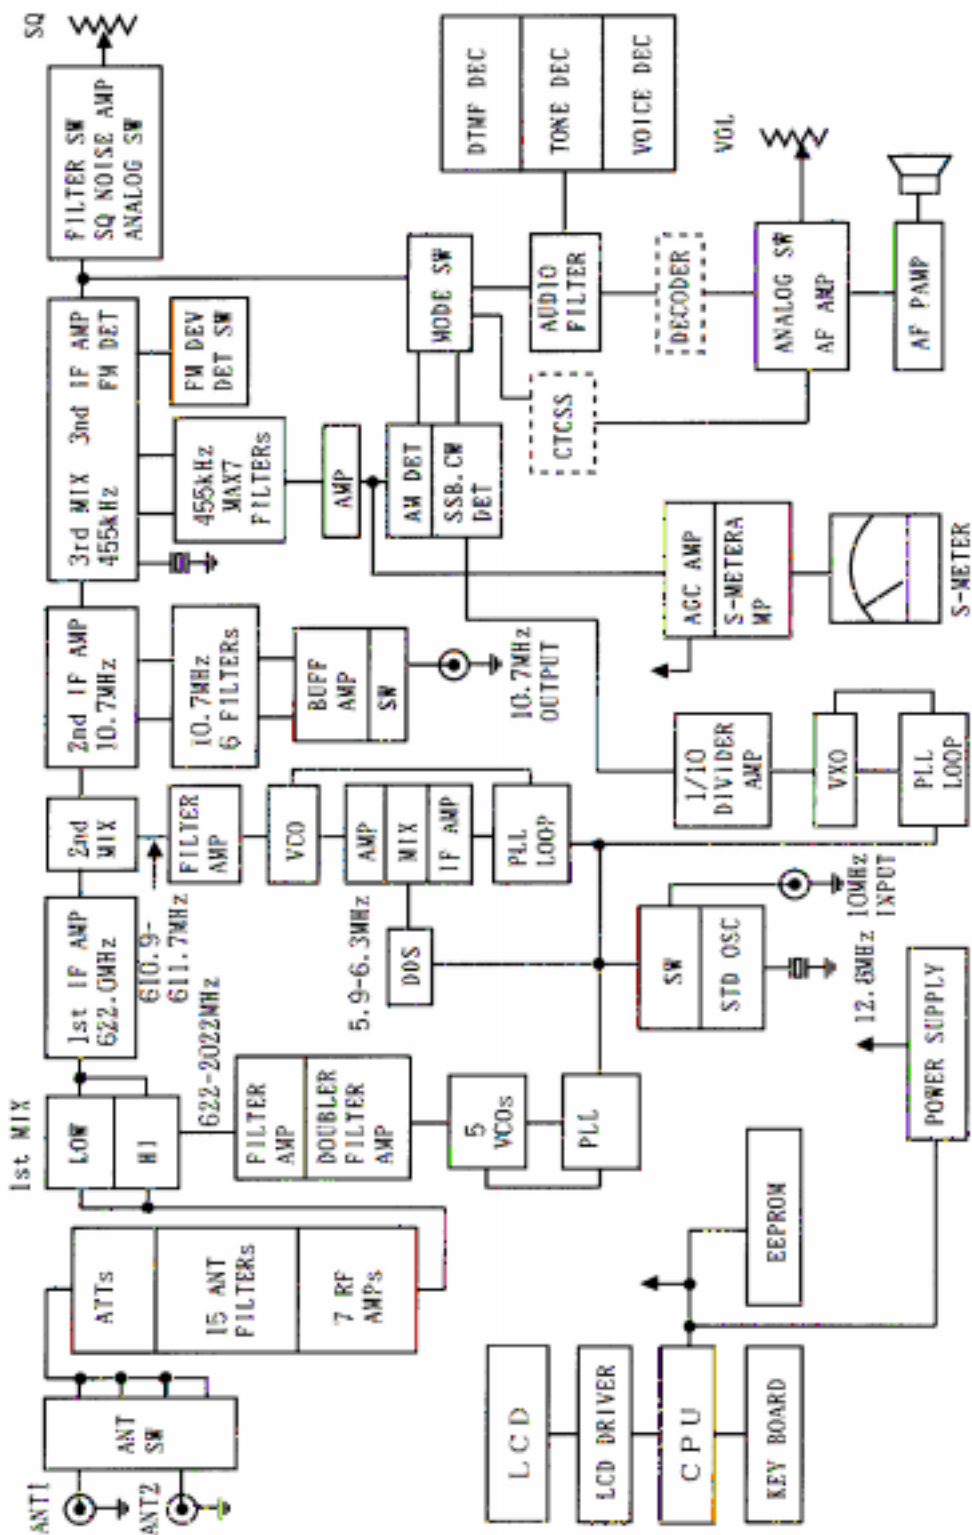 ANT1
ANT2
ANT
SW
ATTs
15 ANT
FILTERs
7 RF
AMPs
1st MIX
LOW
HI
622-2022MHz
FILTER
AMP
DOUBLER
FILTER
AMP
5
VCOs
PLL
1st IF AMP
622.0MHz
610.9-
611.7MHz
2nd
MIX
FILTER
AMP
VCO
AMP
MIX
IF AMP
PLL
LOOP
5.9-6.3MHz
DDS
2nd IF AMP
10.7MHz
10.7MHz
6 FILTERs
BUFF
AMP
SW
10.7MHz
OUTPUT
3rd MIX 3nd IF AMP
455kHz FM DET
455kHz
MAX7
FILTERs
FM DEV
DET SW
AMP
AM DET
SSB.CW
DET
MODE SW
FILTER SW
SQ NOISE AMP
ANALOG SW
SQ
CTCSS
AUDIO
FILTER
DTMF DEC
TONE DEC
VOICE DEC
DECODER
ANALOG SW
AF AMP
VOL
AF PAMP
AGC AMP
S-METERA
MP
S-METER
1/10
DIVIDER
AMP
VXO
PLL
LOOP
SW
STD OSC
10MHz
INPUT
12.8MHz
POWER SUPPLY
EEPROM
LCD
LCD DRIVER
CPU
KEY BOARD